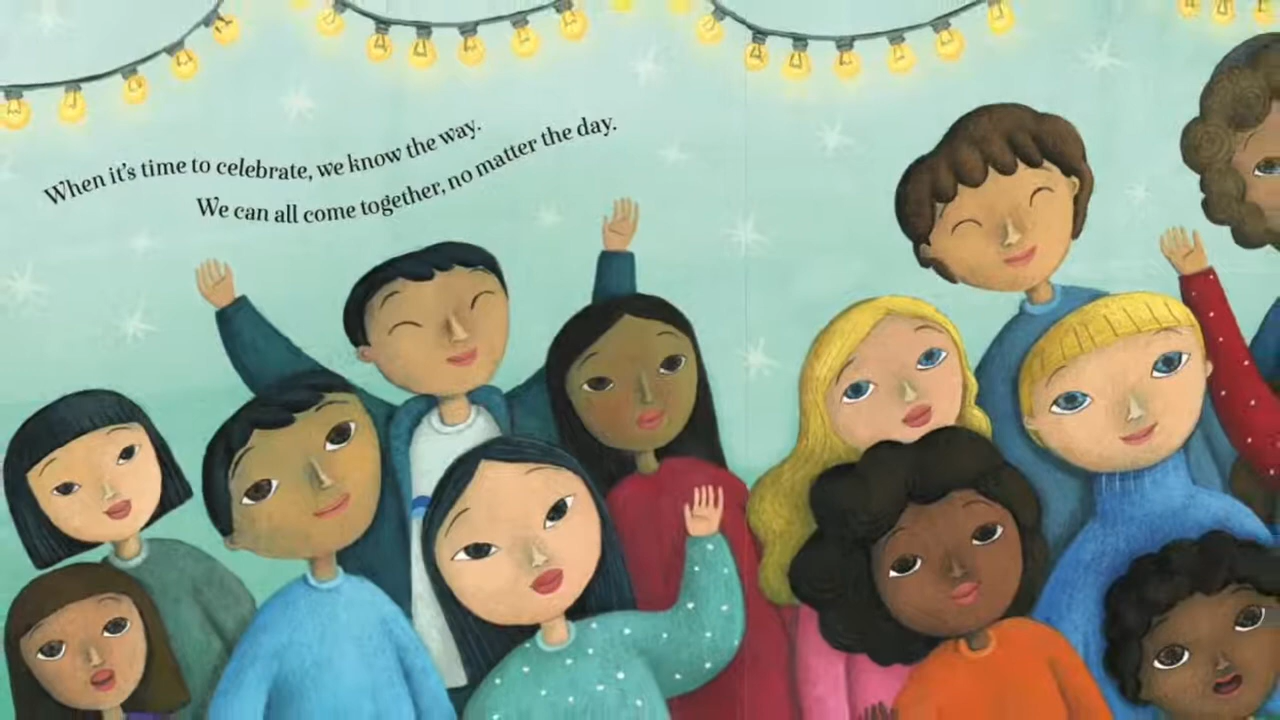 When it's time to celebrate, we know the way.
We can all come together, no matter the day.